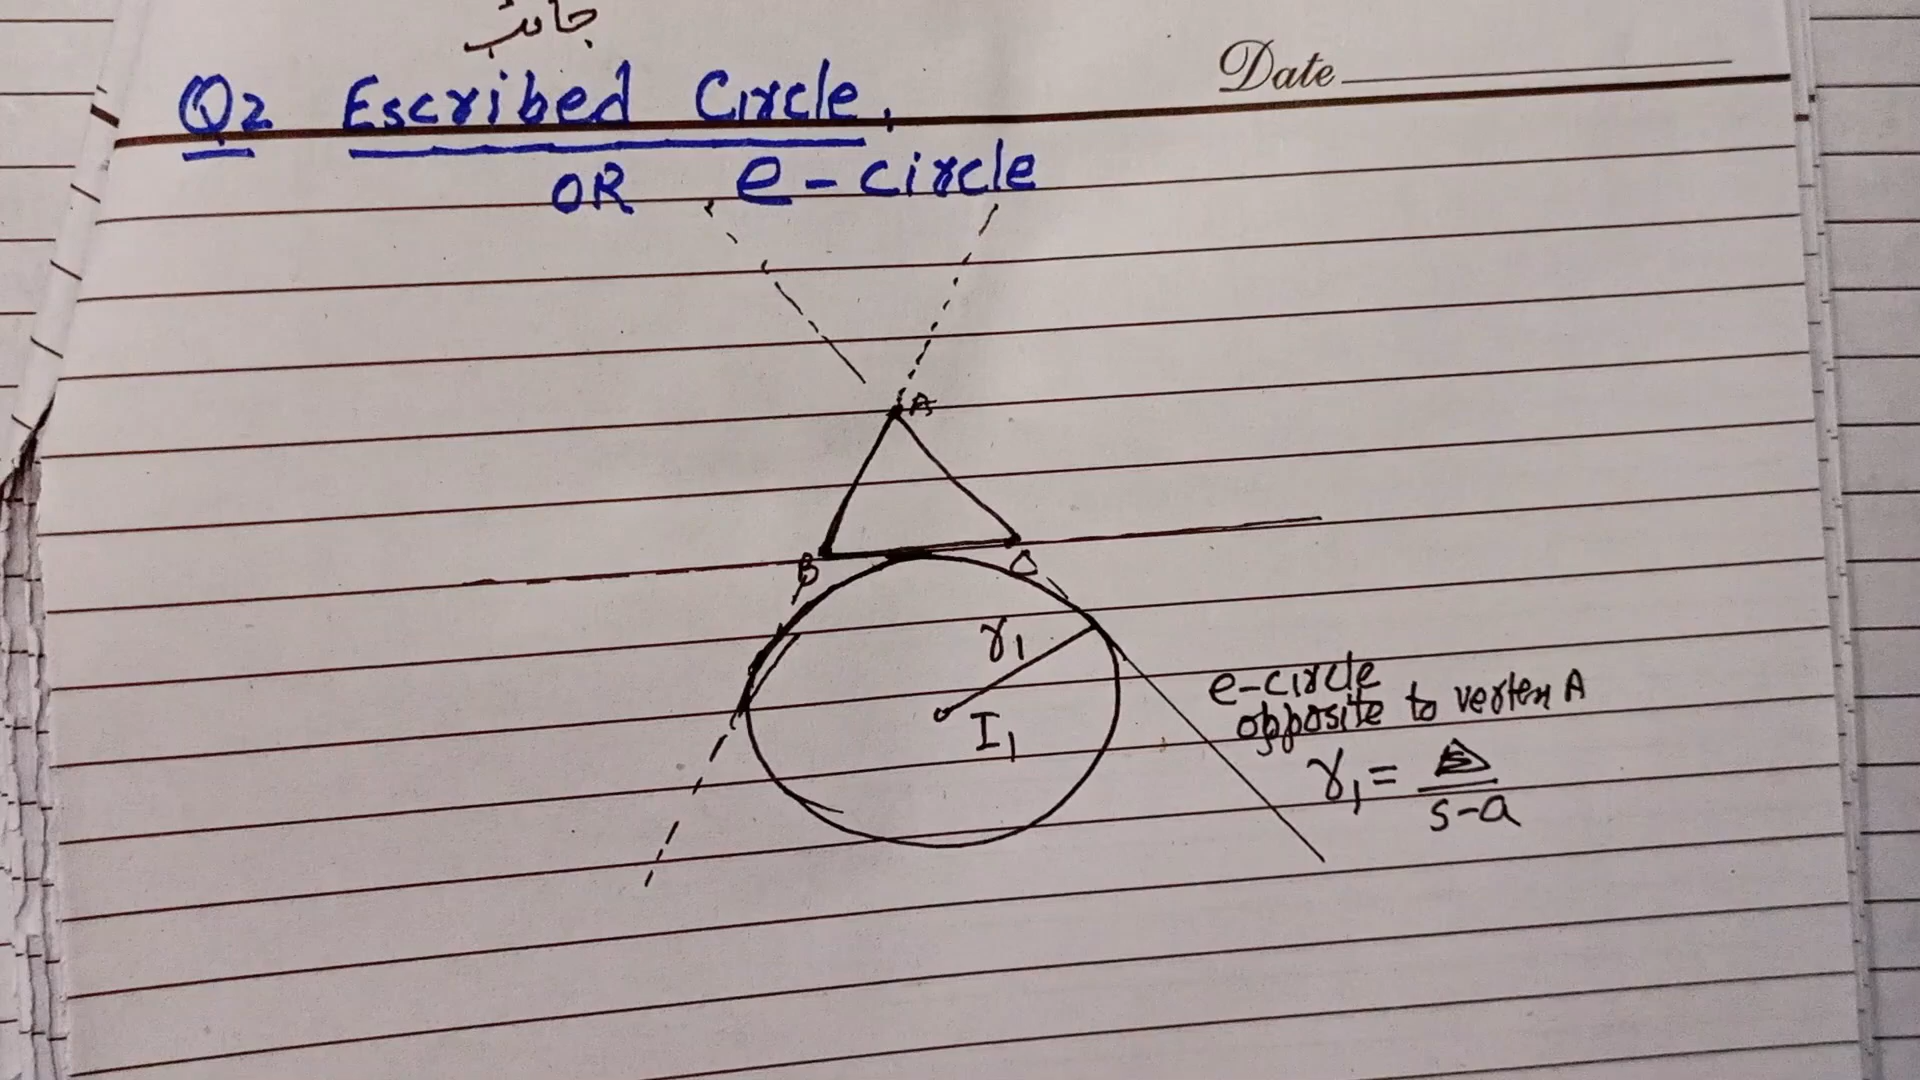 جانب
Date
Q2 Escribed Circle,
OR e-circle
A
B
C
r₁
I₁
e-circle
opposite to vertex A
r₁ = Δ / s-a